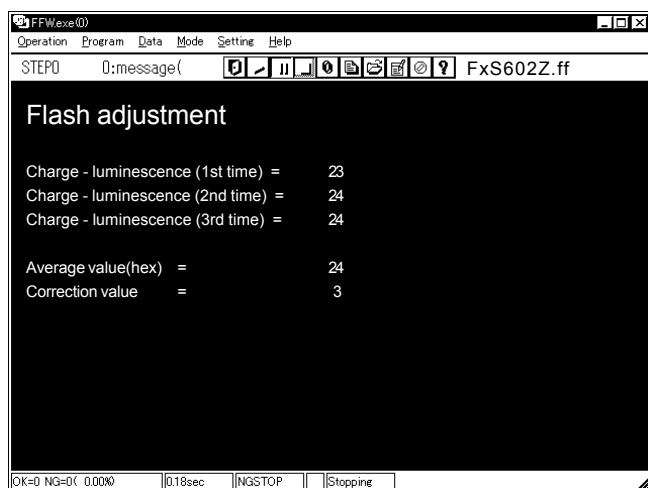 FFW.exe(0)
Operation Program Data Mode Setting Help
STEP0 0:message( FxS602Z.ff
Flash adjustment
Charge - luminescence (1st time) = 23
Charge - luminescence (2nd time) = 24
Charge - luminescence (3rd time) = 24
Average value(hex) = 24
Correction value = 3
OK=0 NG=0( 0.00%) 0.18sec NGSTOP Stopping